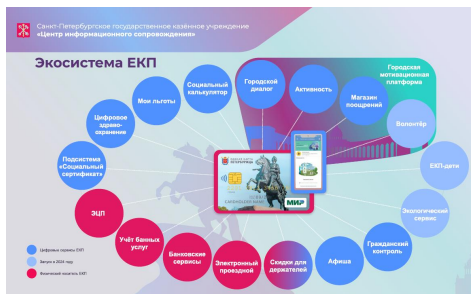 Санкт-Петербургское государственное казённое учреждение
«Центр информационного сопровождения»
Экосистема ЕКП
Социальный
калькулятор
Городской
диалог
Активность
Магазин
поощрений
Городская
мотивационная
платформа
Мои льготы
Волонтёр
Цифровое
здраво-
охранение
Подсистема
«Социальный
сертификат»
ЕКП-дети
ЭЦП
МИР
Экологический
сервис
Учёт банных
услуг
Банковские
сервисы
Электронный
проездной
Скидки для
держателей
Афиша
Гражданский
контроль
Цифровые сервисы ЕКП
Запуск в 2024 году
Физический носитель ЕКП